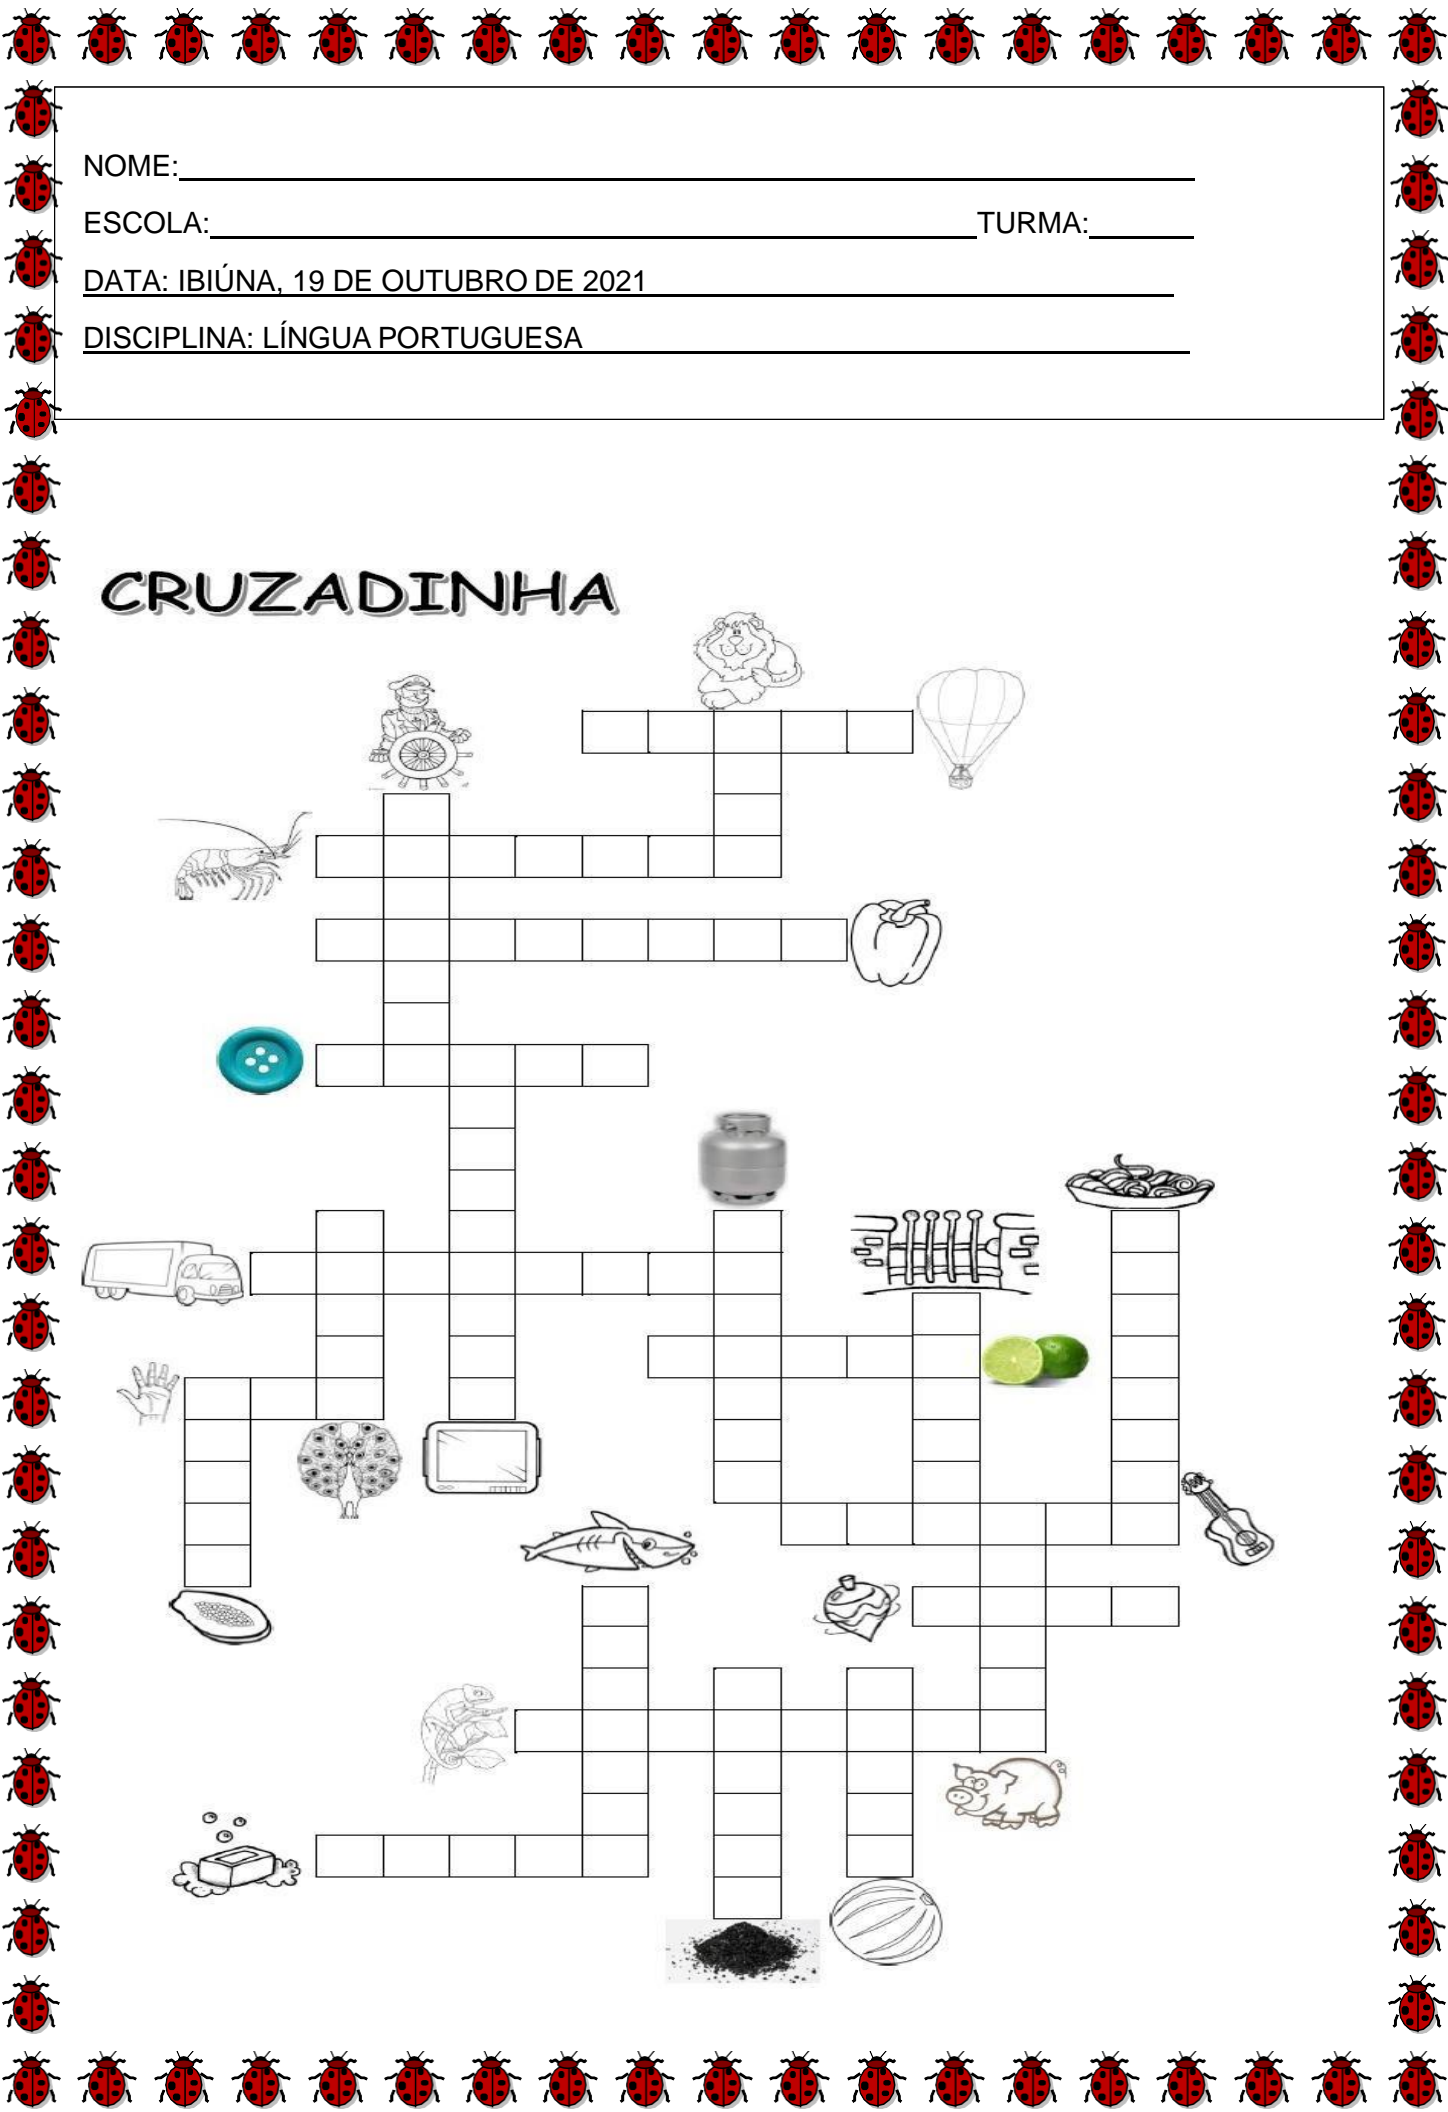 NOME:
ESCOLA: TURMA:
DATA: IBIÚNA, 19 DE OUTUBRO DE 2021
DISCIPLINA: LÍNGUA PORTUGUESA
CRUZADINHA